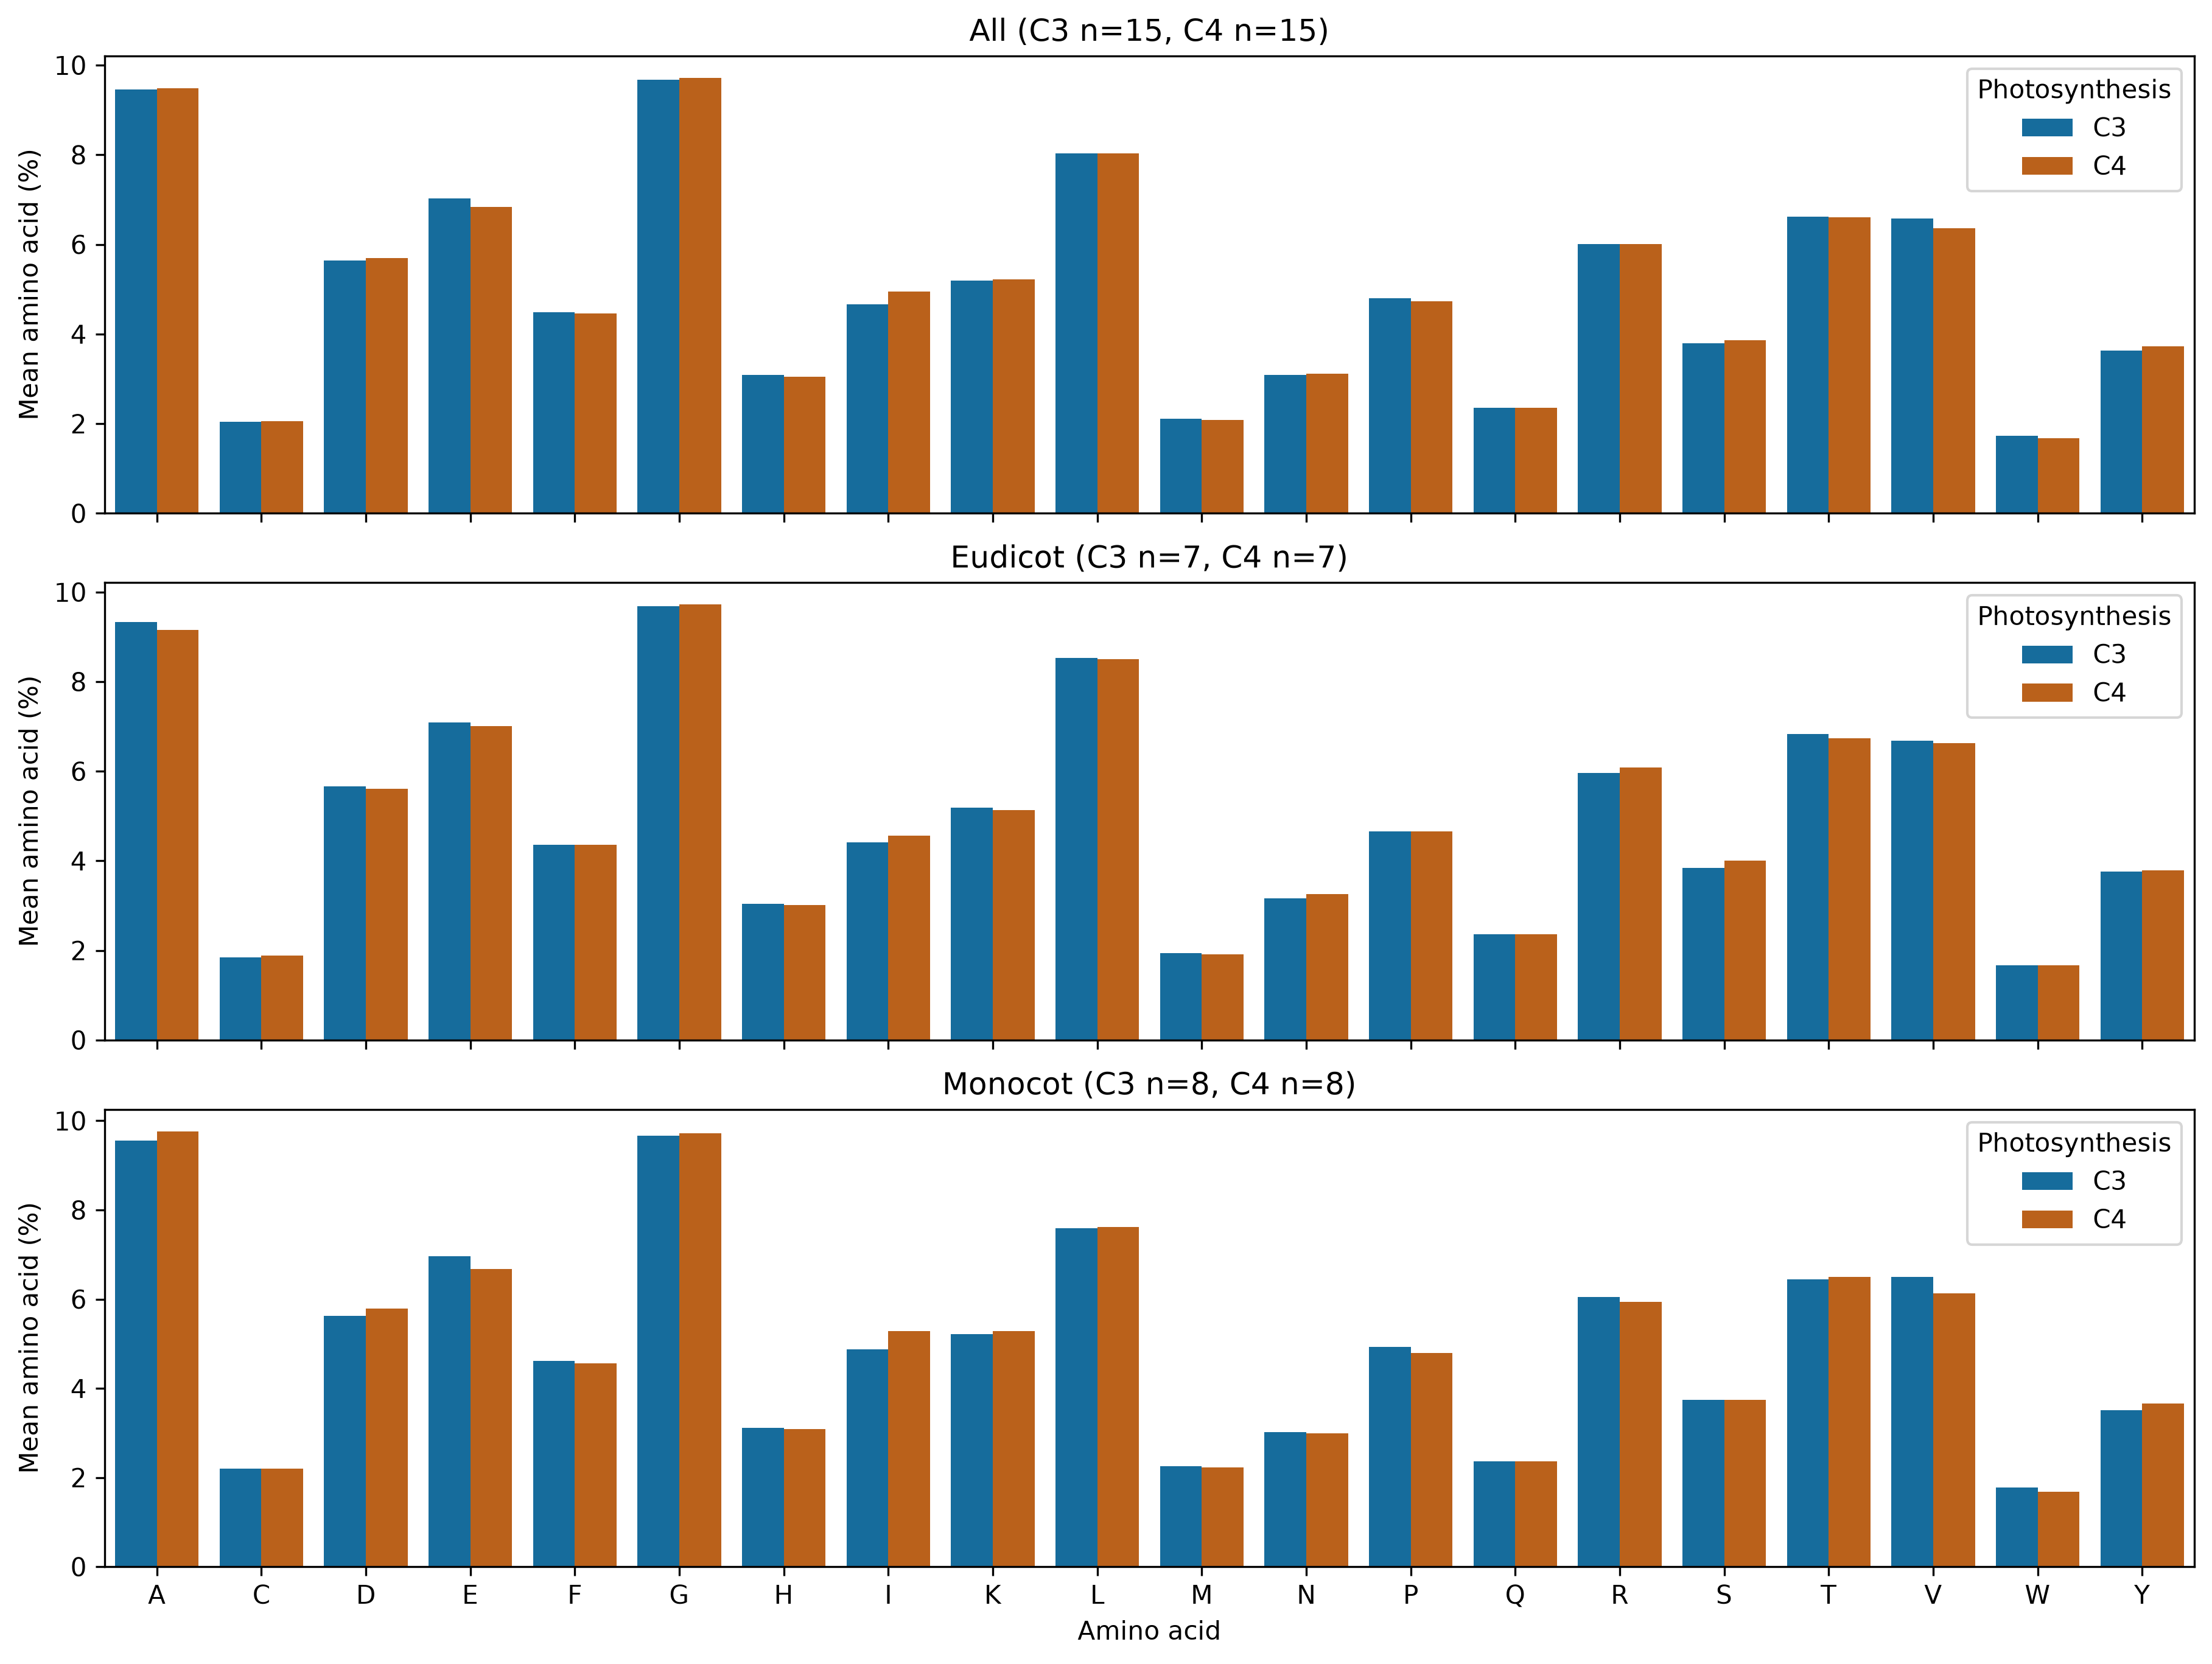 All (C3 n=15, C4 n=15)
Mean amino acid (%)
10
8
6
4
2
0
Photosynthesis
C3
C4
Eudicot (C3 n=7, C4 n=7)
Mean amino acid (%)
10
8
6
4
2
0
Photosynthesis
C3
C4
Monocot (C3 n=8, C4 n=8)
Mean amino acid (%)
10
8
6
4
2
0
Photosynthesis
C3
C4
A C D E F G H I K L M N P Q R S T V W Y
Amino acid